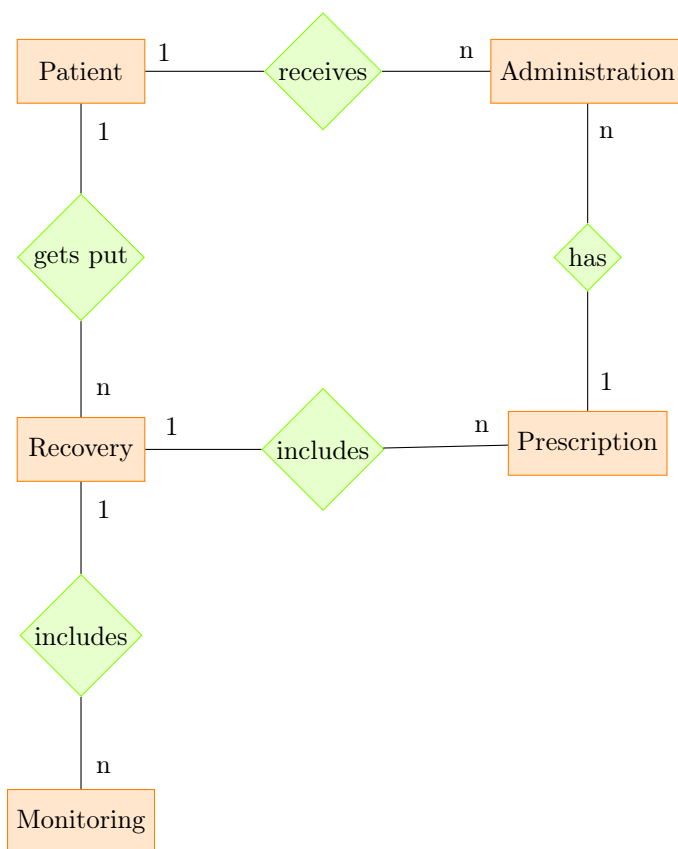 Patient
1
receives
n
Administration
1
n
gets put
has
n
1
Recovery
1
includes
n
Prescription
1
includes
n
Monitoring